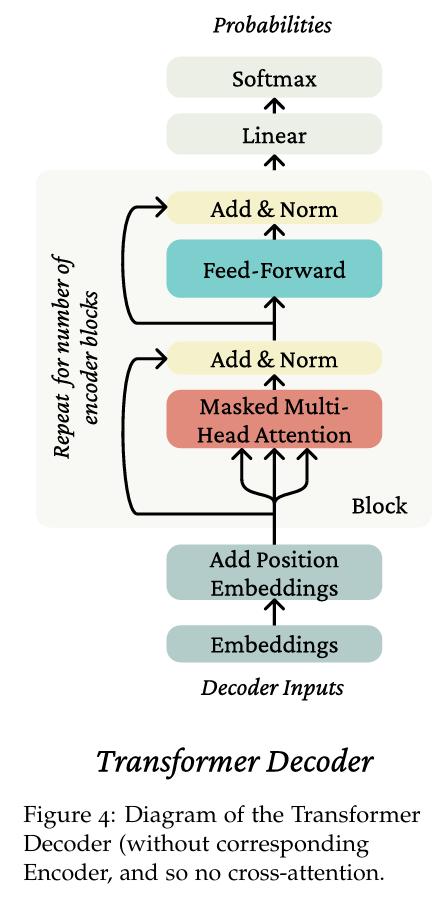 Probabilities
Softmax
Linear
Add & Norm
Feed-Forward
Repeat for number of
encoder blocks
Add & Norm
Masked Multi-
Head Attention
Block
Add Position
Embeddings
Embeddings
Decoder Inputs
Transformer Decoder
Figure 4: Diagram of the Transformer
Decoder (without corresponding
Encoder, and so no cross-attention.